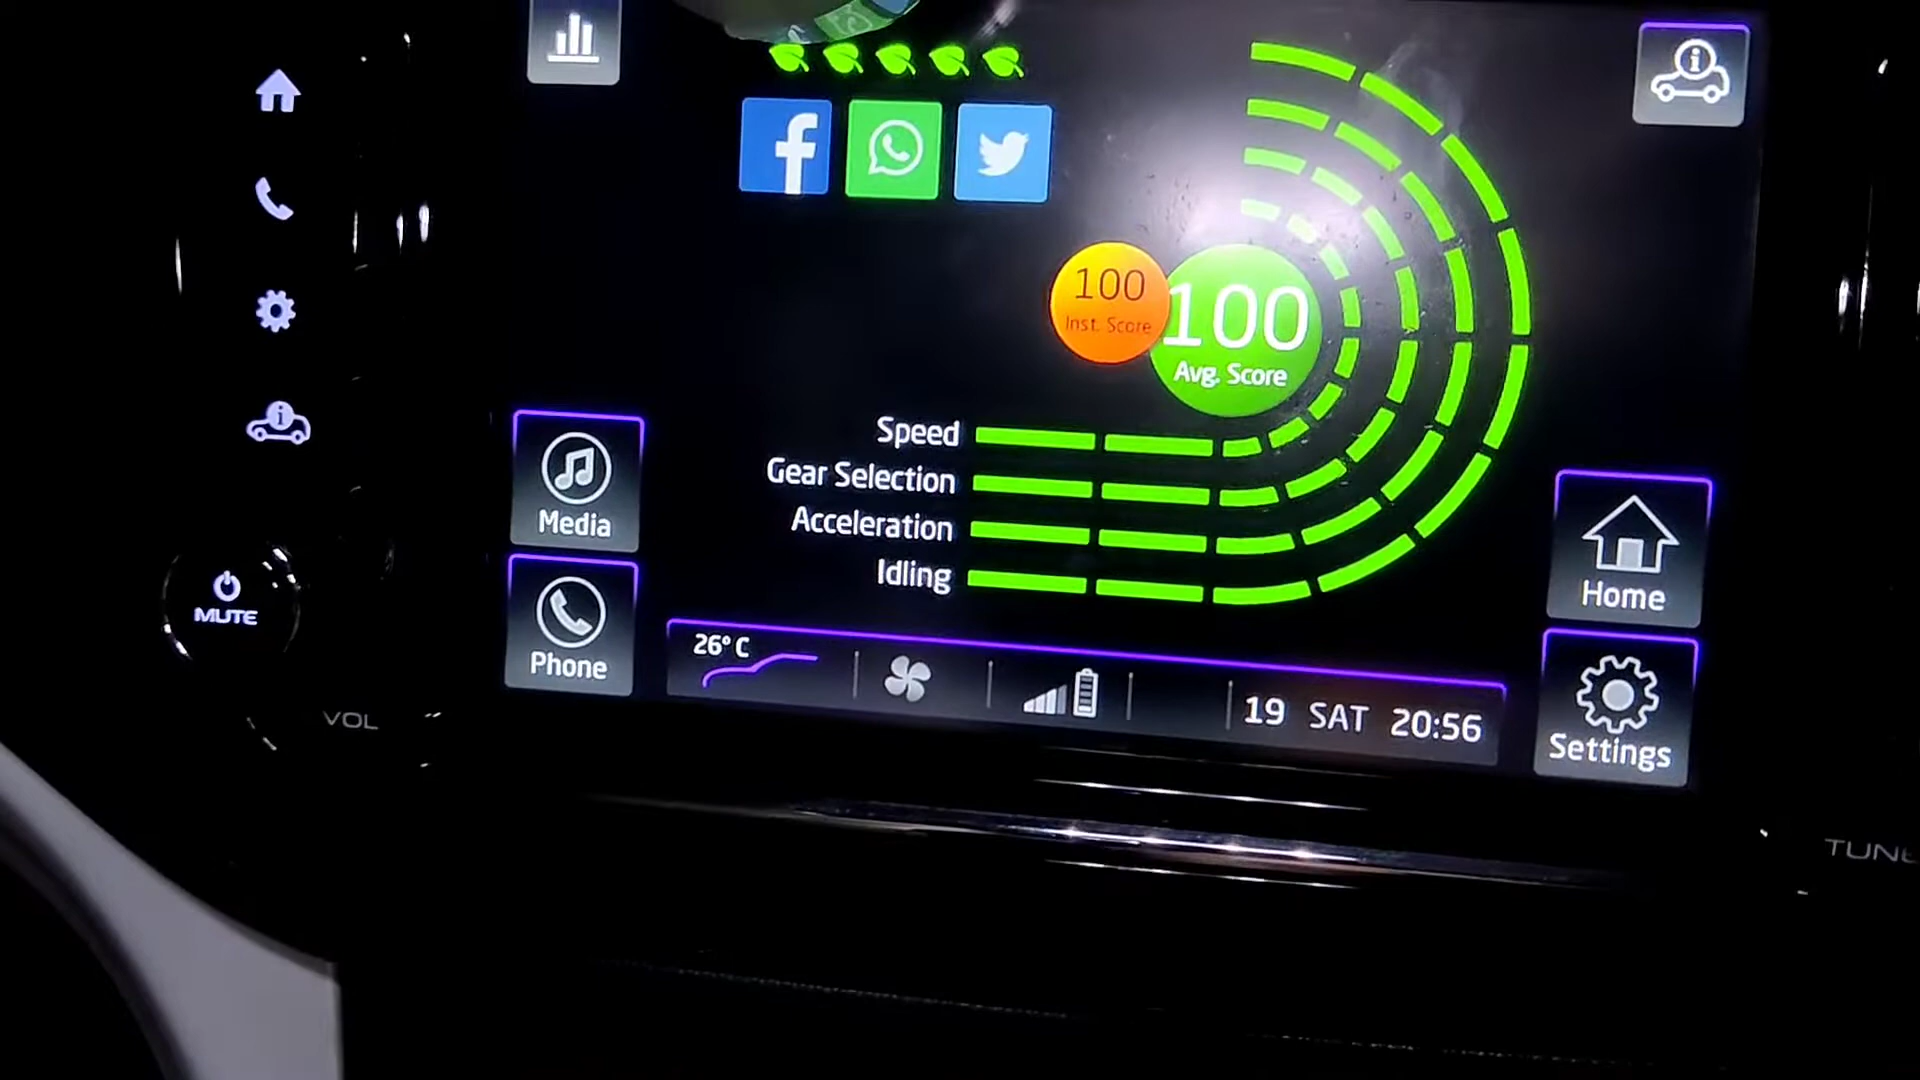 100
Inst. Score
100
Avg. Score
Speed
Gear Selection
Acceleration
Idling
Media
Phone
Home
Settings
26° C
19 SAT 20:56
MUTE
VOL
TUNE